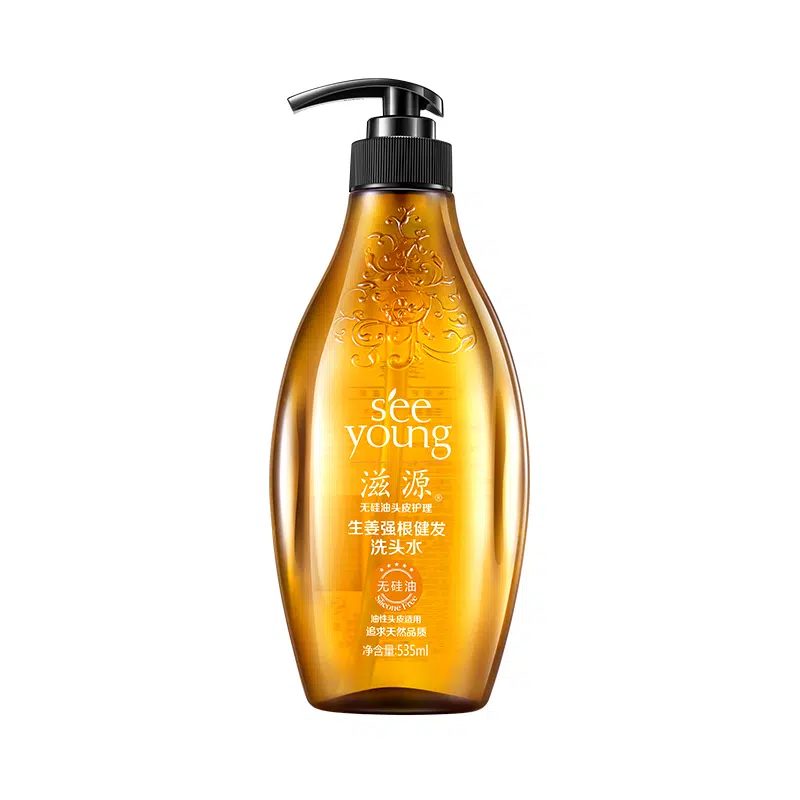 see
young
滋源®
无硅油头皮护理
生姜强根健发
洗头水
无硅油
Silicone Free
油性头皮适用
追求天然品质
净含量:535ml